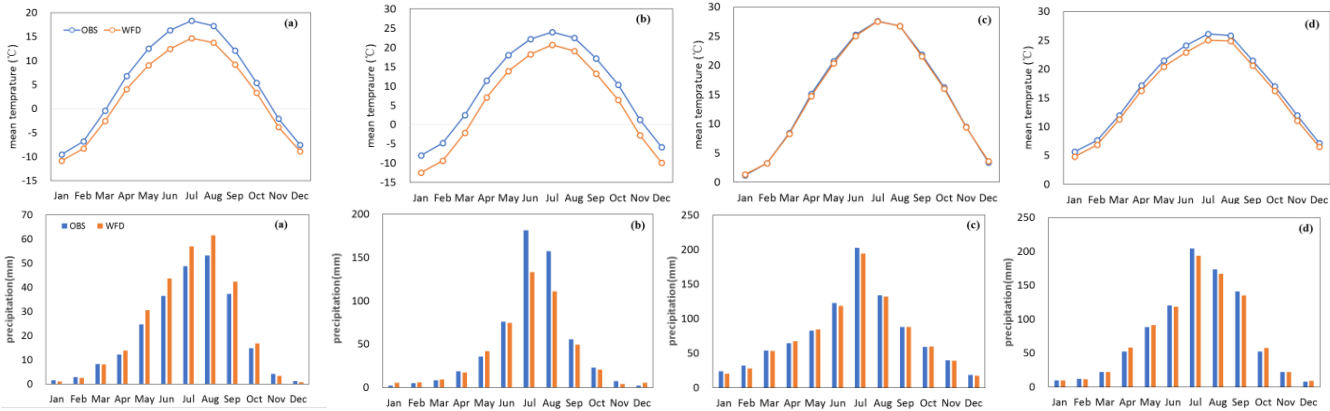 mean temprature (℃)
20
15
10
5
0
-5
-10
-15
(a)
OBS WFD
Jan Feb Mar Apr May Jun Jul Aug Sep Oct Nov Dec
mean tempraure (℃)
30
25
20
15
10
5
0
-5
-10
-15
(b)
Jan Feb Mar Apr May Jun Jul Aug Sep Oct Nov Dec
mean temprature (℃)
30
25
20
15
10
5
0
(c)
Jan Feb Mar Apr May Jun Jul Aug Sep Oct Nov Dec
mean temprature (℃)
30
25
20
15
10
5
0
(d)
Jan Feb Mar Apr May Jun Jul Aug Sep Oct Nov Dec
precipitation(mm)
70
60
50
40
30
20
10
0
OBS WFD
(a)
Jan Feb Mar Apr May Jun Jul Aug Sep Oct Nov Dec
precipitation(mm)
200
150
100
50
0
(b)
Jan Feb Mar Apr May Jun Jul Aug Sep Oct Nov Dec
precipitation(mm)
250
200
150
100
50
0
(c)
Jan Feb Mar Apr May Jun Jul Aug Sep Oct Nov Dec
precipitation(mm)
250
200
150
100
50
0
(d)
Jan Feb Mar Apr May Jun Jul Aug Sep Oct Nov Dec